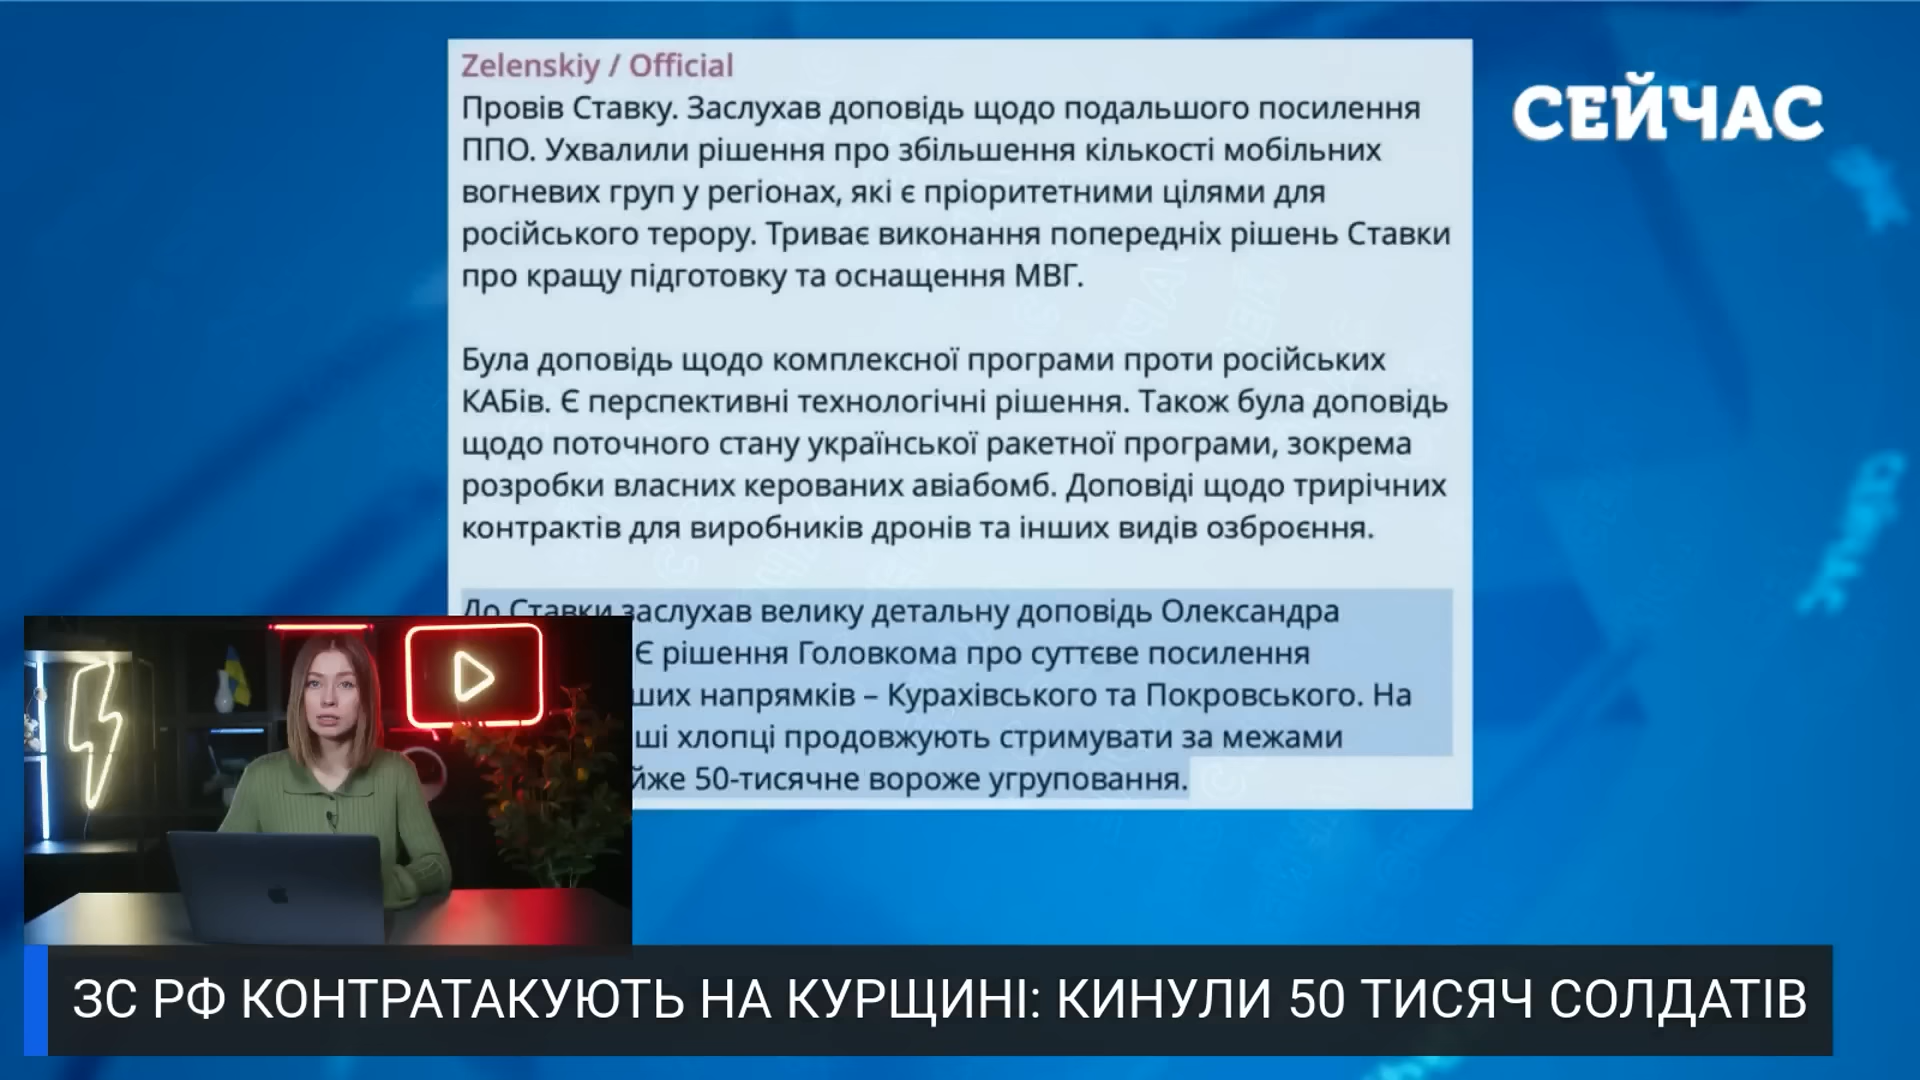 Zelenskiy / Official
Провів Ставку. Заслухав доповідь щодо подальшого посилення
ППО. Ухвалили рішення про збільшення кількості мобільних
вогневих груп у регіонах, які є пріоритетними цілями для
російського терору. Триває виконання попередніх рішень Ставки
про кращу підготовку та оснащення МВГ.
Була доповідь щодо комплексної програми проти російських
КАБів. Є перспективні технологічні рішення. Також була доповідь
щодо поточного стану української ракетної програми, зокрема
розробки власних керованих авіабомб. Доповіді щодо трирічних
контрактів для виробників дронів та інших видів озброєння.
До Ставки заслухав велику детальну доповідь Олександра
Є рішення Головкома про суттєве посилення
напрямків – Курахівського та Покровського. На
хлопці продовжують стримувати за межами
50-тисячне вороже угруповання.
СЕЙЧАС
ЗС РФ КОНТРАТАКУЮТЬ НА КУРЩИНІ: КИНУЛИ 50 ТИСЯЧ СОЛДАТІВ